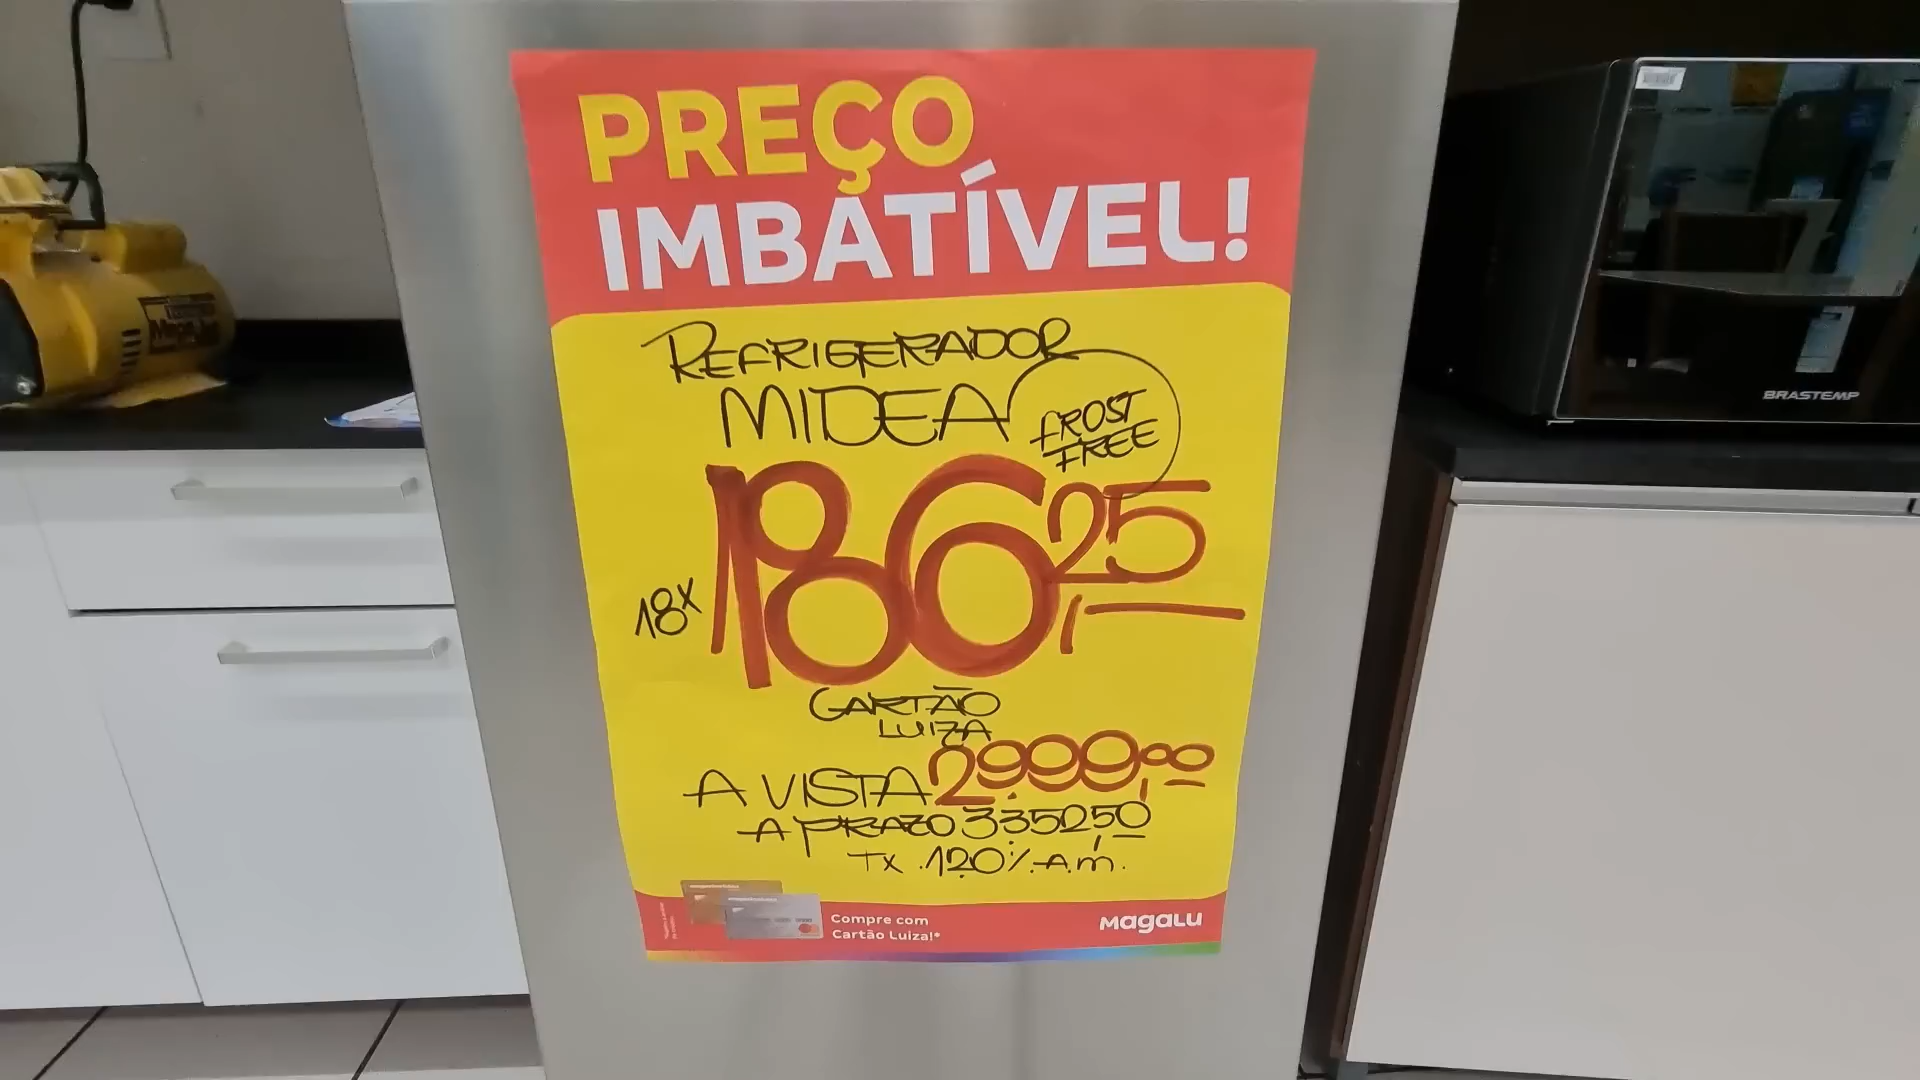 PREÇO
IMBATÍVEL!
REFRIGERADOR
MIDEA
FROST
FREE
18X 186,25
CARTÃO
LUIZA
A VISTA 2.999,00
A PRAZO 3.352,50
TX. 1.20% A.m.
Compre com
Cartão Luiza!*
Magalu
BRASTEMP